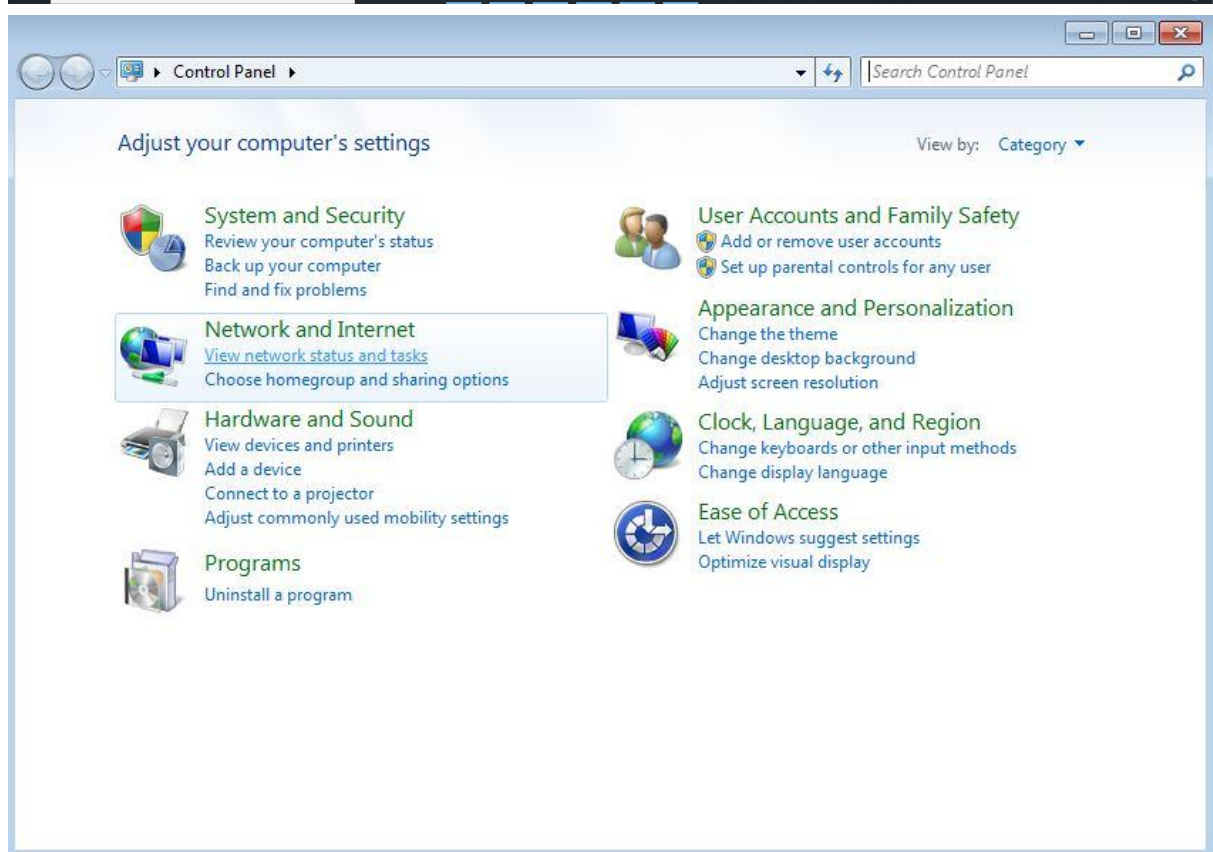 Control Panel
Search Control Panel
Adjust your computer's settings
View by: Category
System and Security
Review your computer's status
Back up your computer
Find and fix problems
Network and Internet
View network status and tasks
Choose homegroup and sharing options
Hardware and Sound
View devices and printers
Add a device
Connect to a projector
Adjust commonly used mobility settings
Programs
Uninstall a program
User Accounts and Family Safety
Add or remove user accounts
Set up parental controls for any user
Appearance and Personalization
Change the theme
Change desktop background
Adjust screen resolution
Clock, Language, and Region
Change keyboards or other input methods
Change display language
Ease of Access
Let Windows suggest settings
Optimize visual display